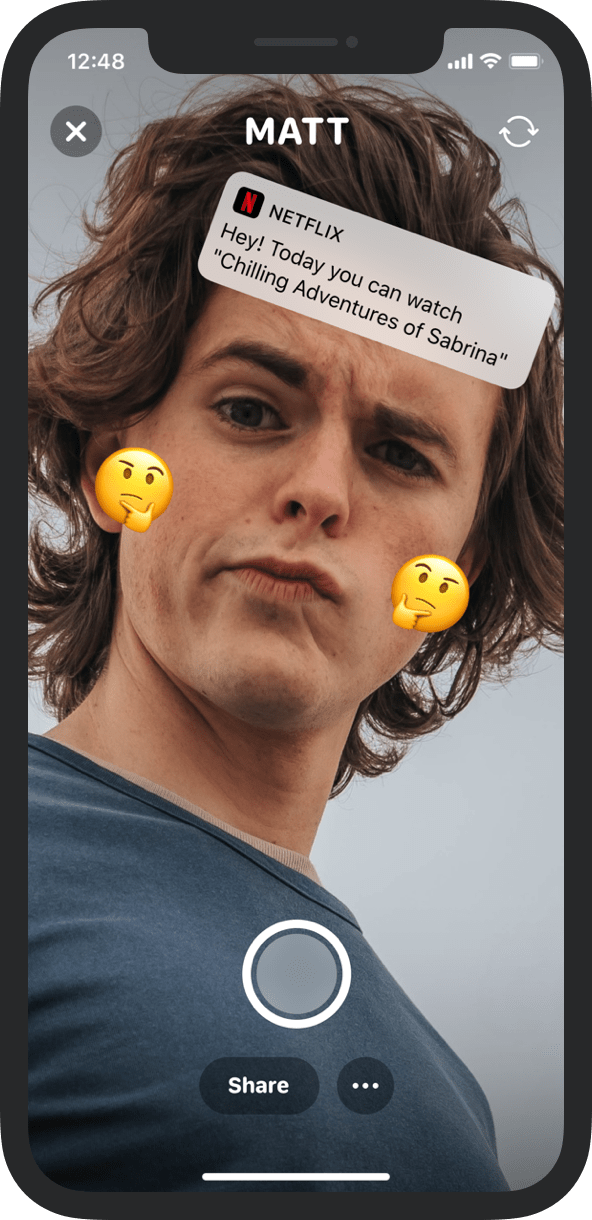 12:48
MATT
N NETFLIX
Hey! Today you can watch
"Chilling Adventures of Sabrina"
Share